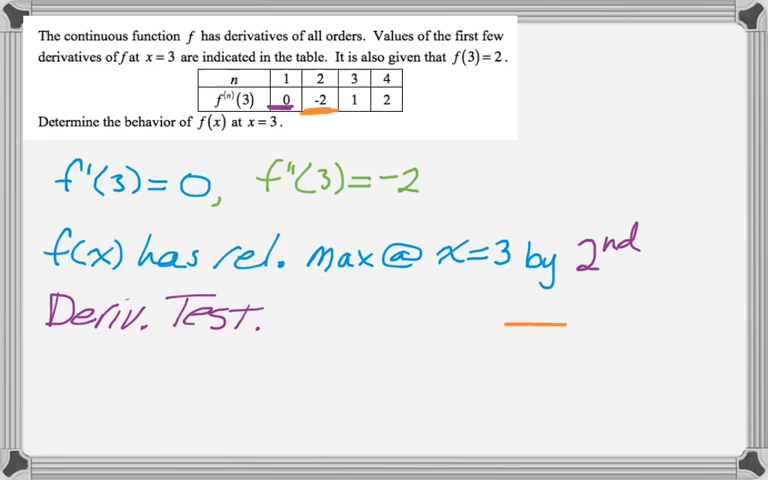 The continuous function f has derivatives of all orders. Values of the first few
derivatives of f at x = 3 are indicated in the table. It is also given that f(3) = 2.
n 1 2 3 4
f⁽ⁿ⁾(3) 0 -2 1 2
Determine the behavior of f(x) at x = 3.
f'(3) = 0, f"(3) = -2
f(x) has rel. max @ x=3 by 2nd
Deriv. Test.